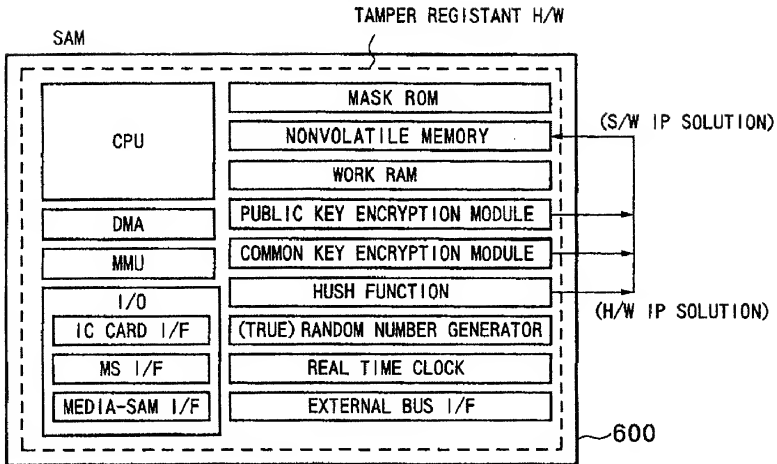 TAMPER REGISTANT H/W
SAM
CPU
DMA
MMU
I/O
IC CARD I/F
MS I/F
MEDIA-SAM I/F
MASK ROM
NONVOLATILE MEMORY
WORK RAM
PUBLIC KEY ENCRYPTION MODULE
COMMON KEY ENCRYPTION MODULE
HUSH FUNCTION
(TRUE) RANDOM NUMBER GENERATOR
REAL TIME CLOCK
EXTERNAL BUS I/F
(S/W IP SOLUTION)
(H/W IP SOLUTION)
600